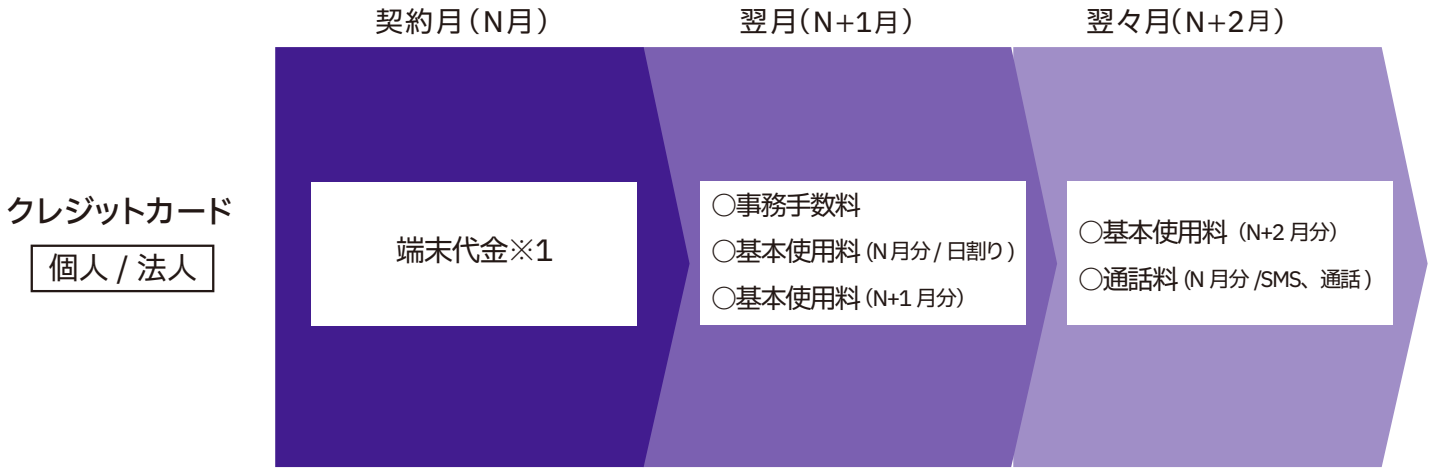 契約月(N月)
翌月(N+1月)
翌々月(N+2月)
クレジットカード
個人 / 法人
端末代金※1
○事務手数料
○基本使用料(N月分/日割り)
○基本使用料(N+1月分)
○基本使用料(N+2月分)
○通話料(N月分/SMS、通話)